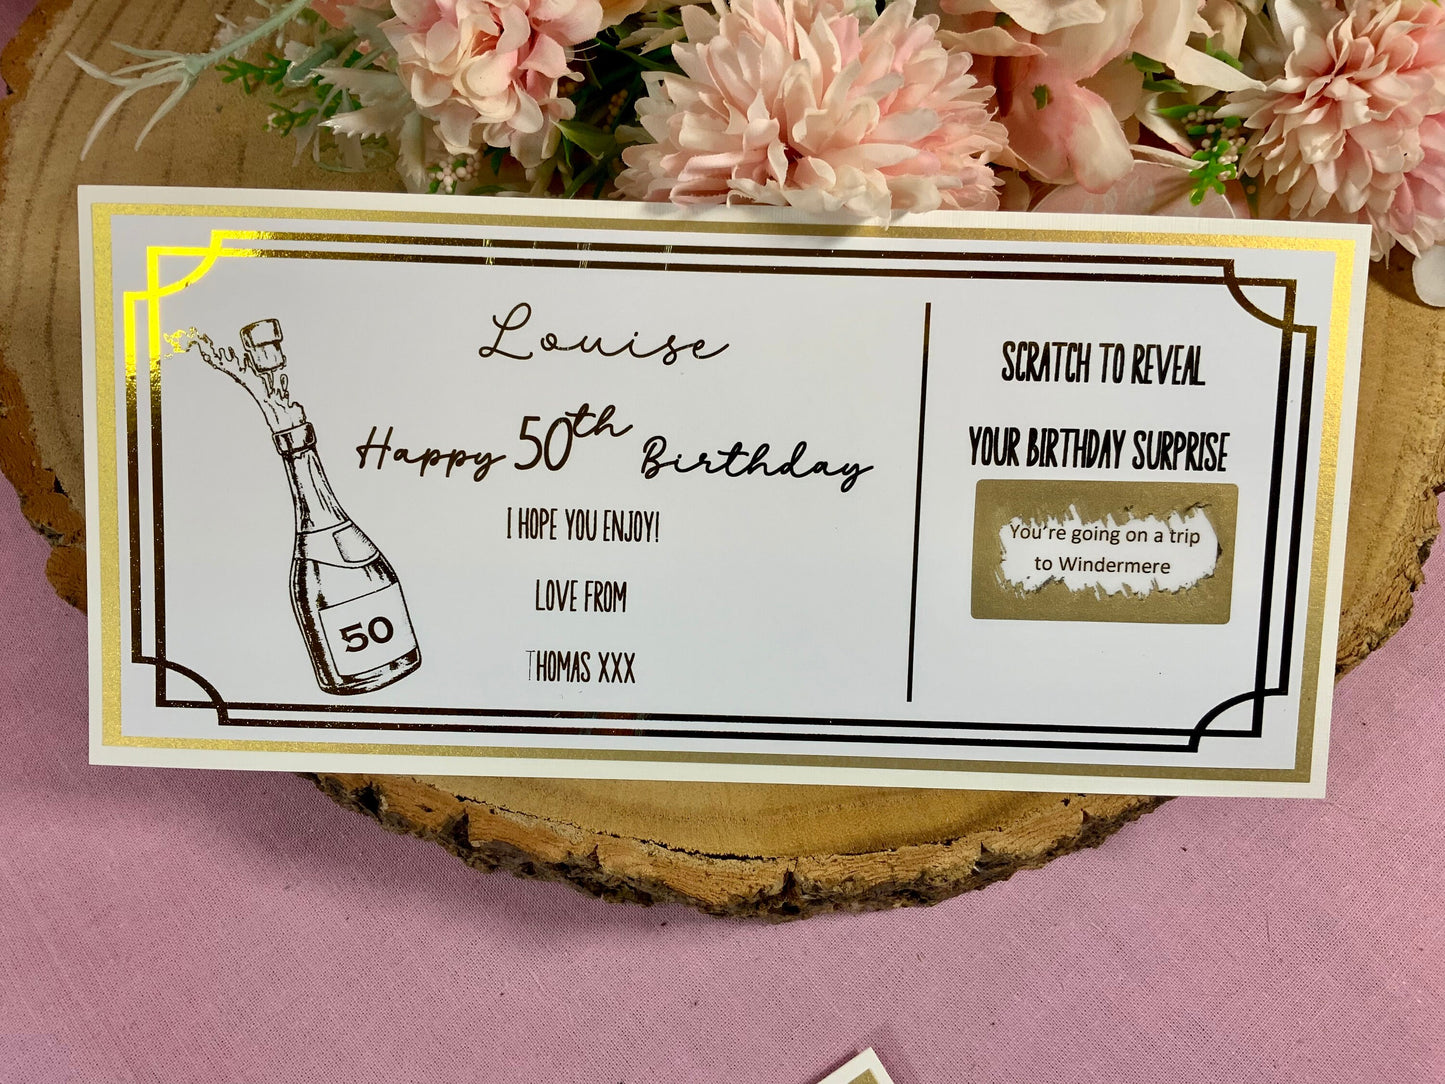 Louise
Happy 50th Birthday
I HOPE YOU ENJOY!
LOVE FROM
THOMAS XXX
50
SCRATCH TO REVEAL
YOUR BIRTHDAY SURPRISE
You're going on a trip
to Windermere